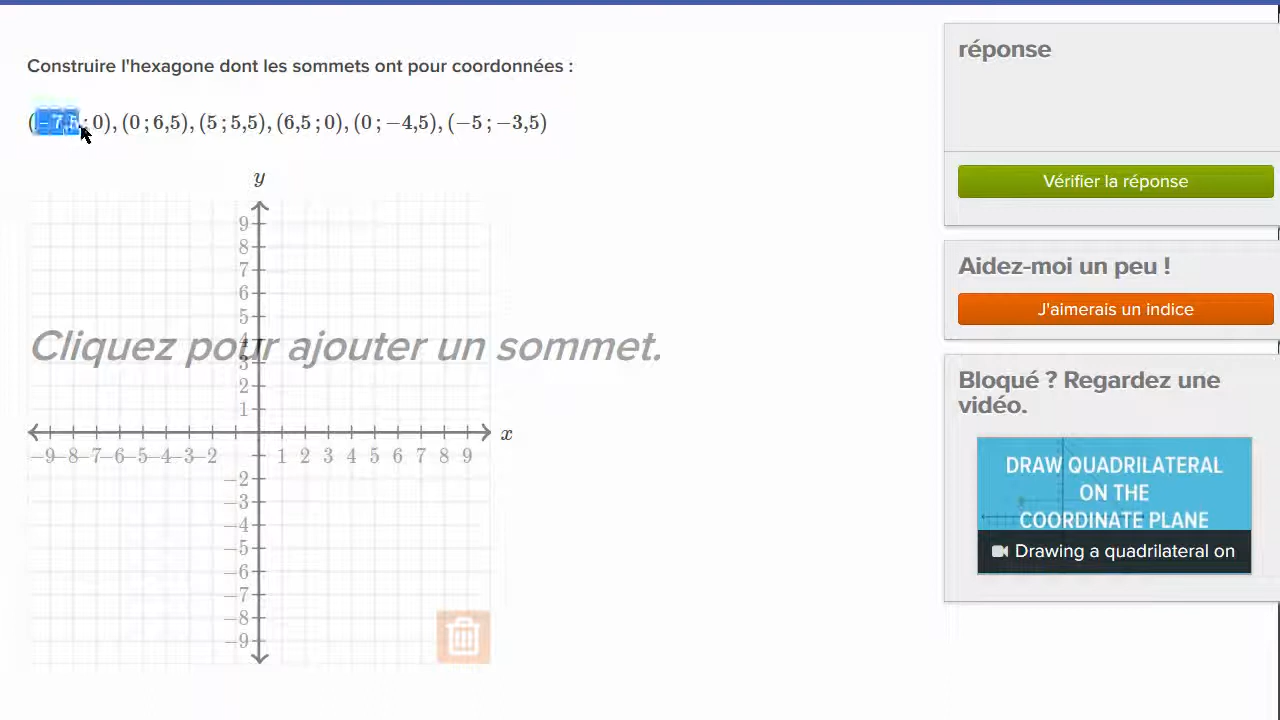 Construire l'hexagone dont les sommets ont pour coordonnées :
(−7,5 ; 0), (0 ; 6,5), (5 ; 5,5), (6,5 ; 0), (0 ; −4,5), (−5 ; −3,5)
y
9
8
7
6
5
4
3
2
1
Cliquez pour ajouter un sommet.
x
−9 −8 −7 −6 −5 −4 −3 −2 1 2 3 4 5 6 7 8 9
−2
−3
−4
−5
−6
−7
−8
−9
réponse
Vérifier la réponse
Aidez-moi un peu !
J'aimerais un indice
Bloqué ? Regardez une
vidéo.
DRAW QUADRILATERAL
ON THE
COORDINATE PLANE
Drawing a quadrilateral on